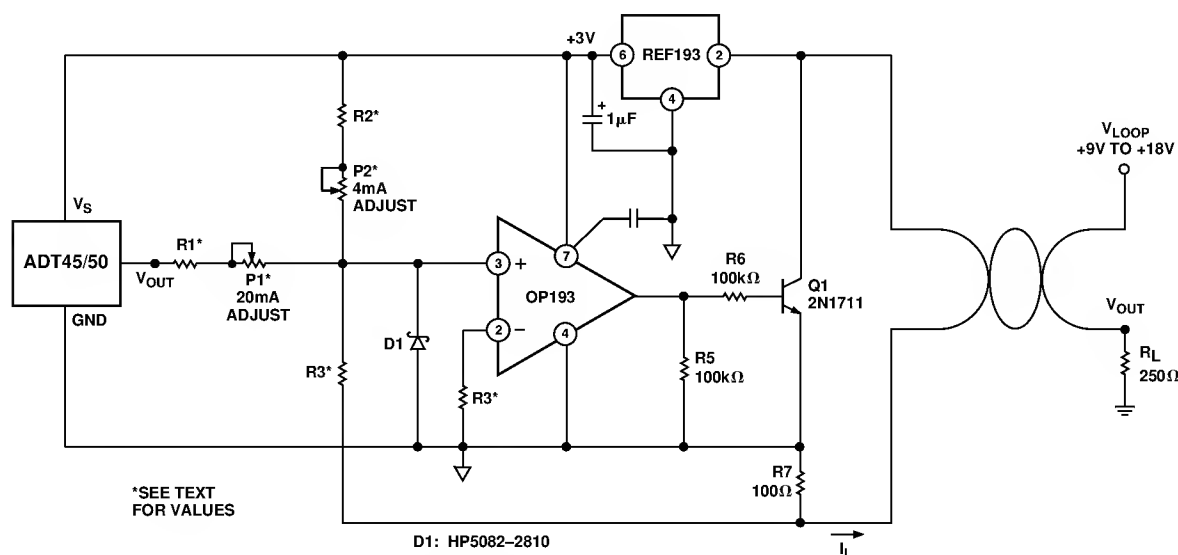 +3V
6
REF193
2
4
R2*
+
1µF
V_LOOP
+9V TO +18V
P2*
4mA
ADJUST
V_S
ADT45/50
R1*
V_OUT
P1*
20mA
ADJUST
GND
3
+
7
OP193
2
−
4
D1
R6
100kΩ
Q1
2N1711
V_OUT
R_L
250Ω
R3*
R3*
R5
100kΩ
R7
100Ω
*SEE TEXT
FOR VALUES
D1: HP5082–2810
I_L